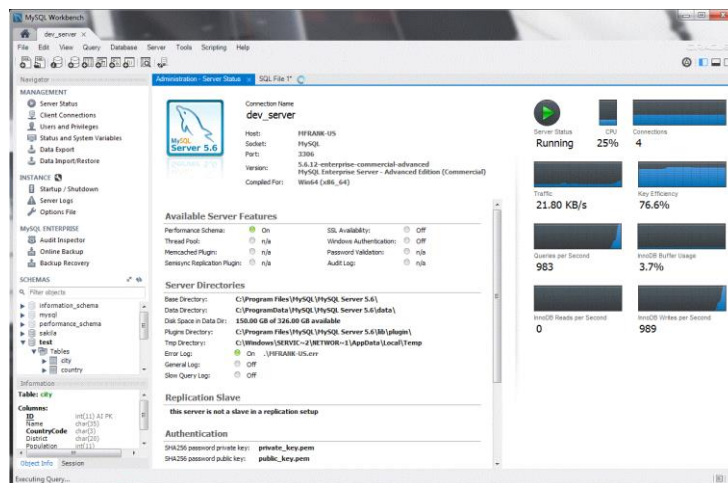 MySQL Workbench
dev_server
File Edit View Query Database Server Tools Scripting Help
Navigator
MANAGEMENT
Server Status
Client Connections
Users and Privileges
Status and System Variables
Data Export
Data Import/Restore
INSTANCE
Startup / Shutdown
Server Logs
Options File
MySQL ENTERPRISE
Audit Inspector
Online Backup
Backup Recovery
SCHEMAS
Filter objects
information_schema
mysql
performance_schema
sakila
test
Tables
city
country
Information
Table: city
Columns:
ID int(11) AI PK
Name char(35)
CountryCode char(3)
District char(20)
Population int(11)
Object Info Session
Executing Query...
Administration - Server Status SQL File 1*
MySQL
Server 5.6
Connection Name
dev_server
Host: MFRANK-US
Socket: MySQL
Port: 3306
Version: 5.6.12-enterprise-commercial-advanced
MySQL Enterprise Server - Advanced Edition (Commercial)
Compiled For: Win64 (x86_64)
Available Server Features
Performance Schema: On SSL Availability: Off
Thread Pool: n/a Windows Authentication: Off
Memcached Plugin: n/a Password Validation: n/a
Semisync Replication Plugin: n/a Audit Log: n/a
Server Directories
Base Directory: C:\Program Files\MySQL\MySQL Server 5.6\
Data Directory: C:\ProgramData\MySQL\MySQL Server 5.6\data\
Disk Space in Data Dir: 150.00 GB of 326.00 GB available
Plugins Directory: C:\Program Files\MySQL\MySQL Server 5.6\lib\plugin\
Tmp Directory: C:\Windows\SERVIC~2\NETWOR~1\AppData\Local\Temp
Error Log: On .\MFRANK-US.err
General Log: Off
Slow Query Log: Off
Replication Slave
this server is not a slave in a replication setup
Authentication
SHA256 password private key: private_key.pem
SHA256 password public key: public_key.pem
Server Status CPU Connections
Running 25% 4
Traffic Key Efficiency
21.80 KB/s 76.6%
Queries per Second InnoDB Buffer Usage
983 3.7%
InnoDB Reads per Second InnoDB Writes per Second
0 989